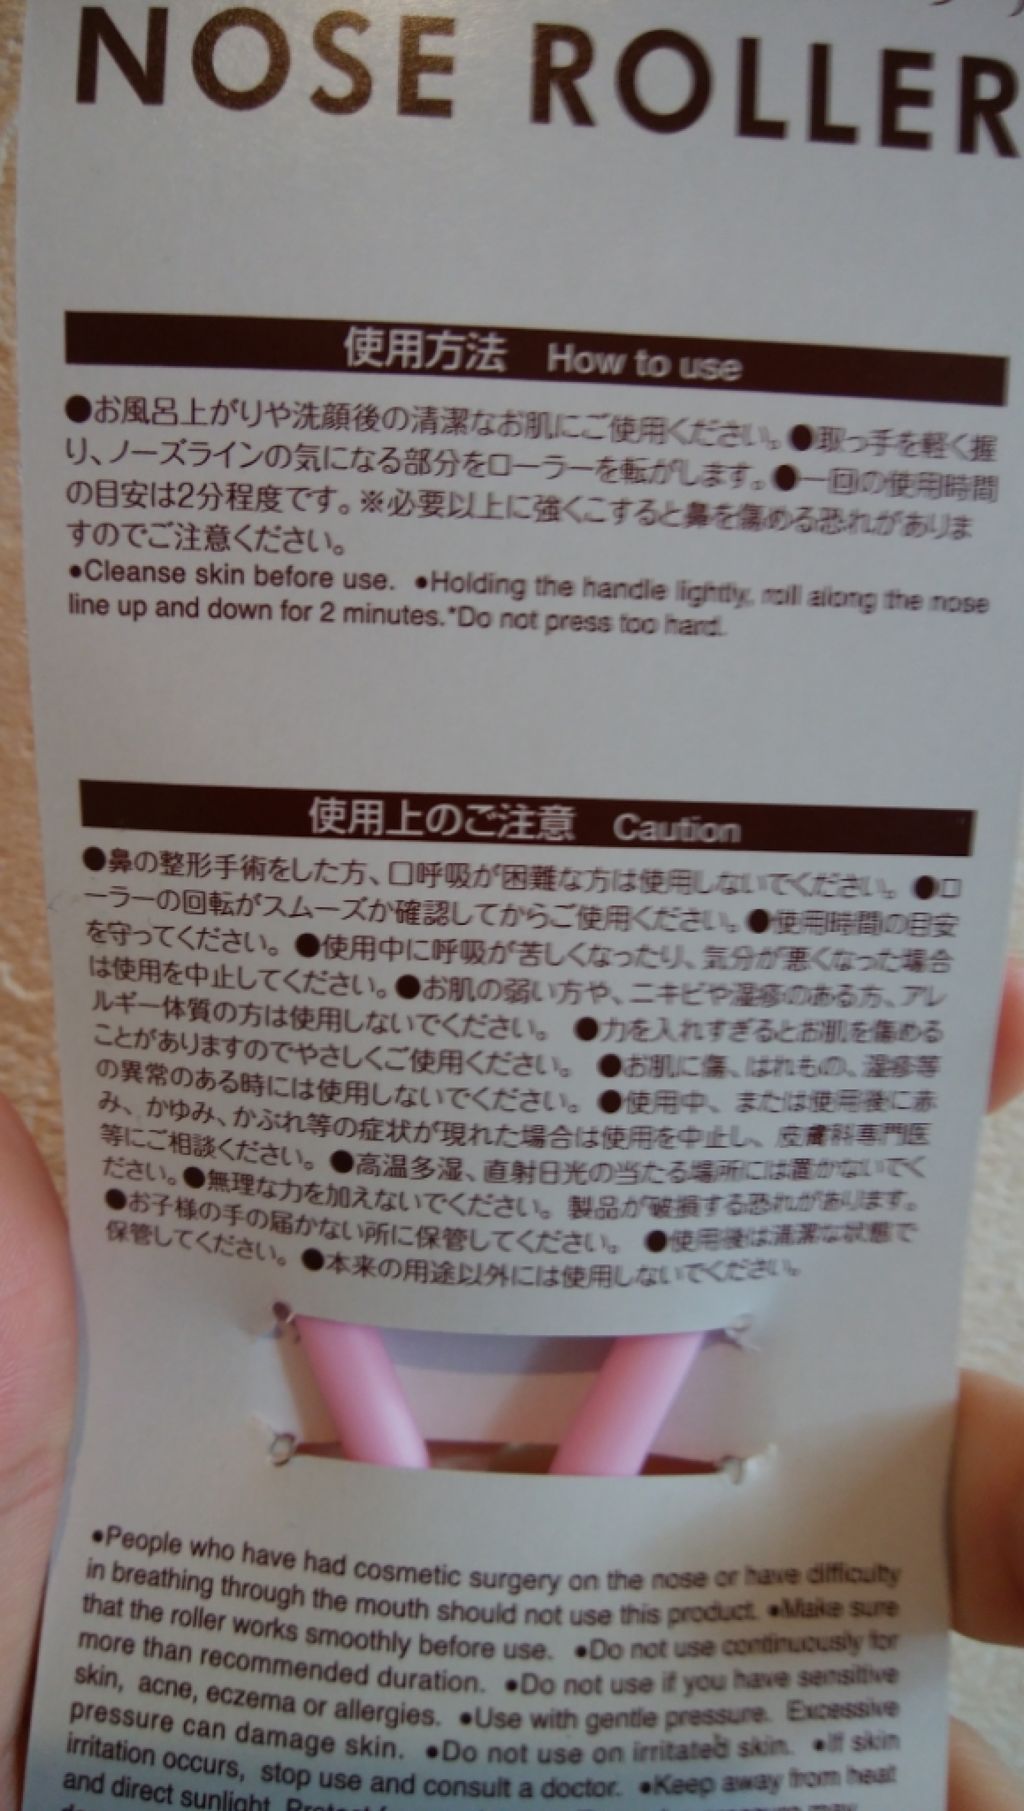 NOSE ROLLER
使用方法 How to use
●お風呂上がりや洗顔後の清潔なお肌にご使用ください。●取っ手を軽く握
り、ノーズラインの気になる部分をローラーを転がします。●一回の使用時間
の目安は2分程度です。※必要以上に強くこすると鼻を傷める恐れがありま
すのでご注意ください。
•Cleanse skin before use. •Holding the handle lightly, roll along the nose
line up and down for 2 minutes.*Do not press too hard.
使用上のご注意 Caution
●鼻の整形手術をした方、口呼吸が困難な方は使用しないでください。●ロ
ーラーの回転がスムーズか確認してからご使用ください。●使用時間の目安
を守ってください。●使用中に呼吸が苦しくなったり、気分が悪くなった場合
は使用を中止してください。●お肌の弱い方や、ニキビや湿疹のある方、アレ
ルギー体質の方は使用しないでください。●力を入れすぎるとお肌を傷める
ことがありますのでやさしくご使用ください。●お肌に傷、はれもの、湿疹等
の異常のある時には使用しないでください。●使用中、または使用後に赤
み、かゆみ、かぶれ等の症状が現れた場合は使用を中止し、皮膚科専門医
等にご相談ください。●高温多湿、直射日光の当たる場所には置かないでく
ださい。●無理な力を加えないでください。製品が破損する恐れがあります。
●お子様の手の届かない所に保管してください。●使用後は清潔な状態で
保管してください。●本来の用途以外には使用しないでください。
•People who have had cosmetic surgery on the nose or have difficulty
in breathing through the mouth should not use this product. •Make sure
that the roller works smoothly before use. •Do not use continuously for
more than recommended duration. •Do not use if you have sensitive
skin, acne, eczema or allergies. •Use with gentle pressure. Excessive
pressure can damage skin. •Do not use on irritated skin. •If skin
irritation occurs, stop use and consult a doctor. •Keep away from heat
and direct sunlight.